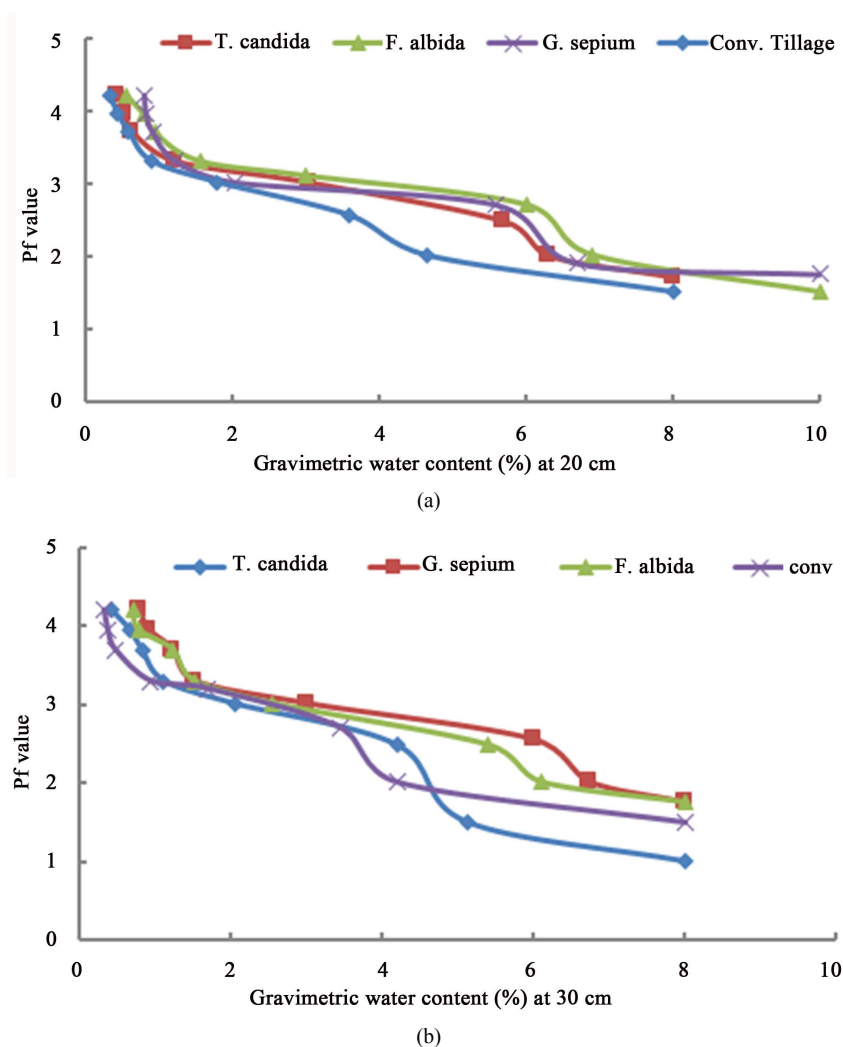 5
T. candida F. albida G. sepium Conv. Tillage
4
3
Pf value
2
1
0
0 2 4 6 8 10
Gravimetric water content (%) at 20 cm
(a)
5
T. candida G. sepium F. albida conv
4
3
Pf value
2
1
0
0 2 4 6 8 10
Gravimetric water content (%) at 30 cm
(b)